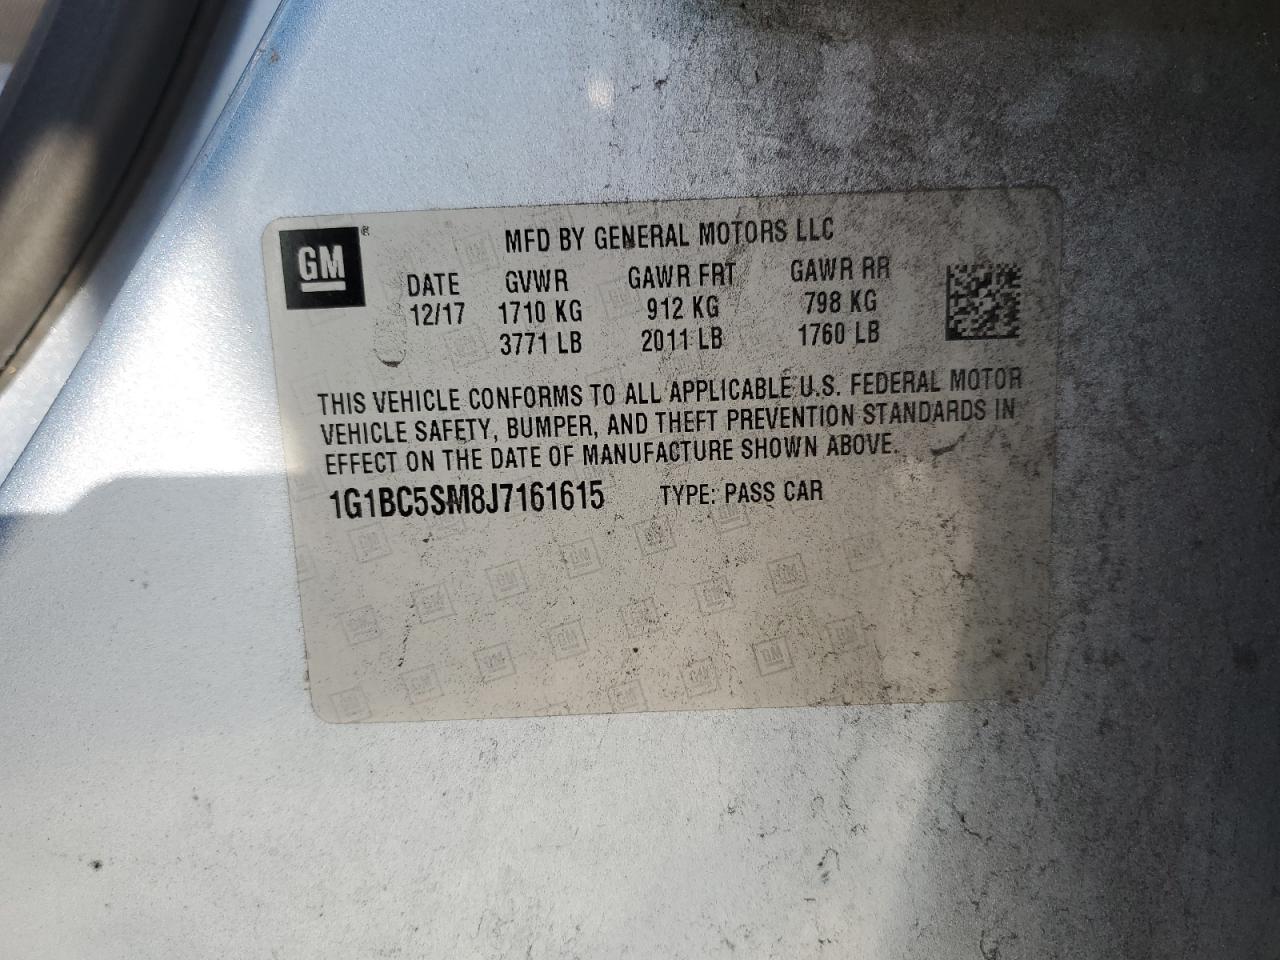 GM ®
MFD BY GENERAL MOTORS LLC
DATE GVWR GAWR FRT GAWR RR
12/17 1710 KG 912 KG 798 KG
3771 LB 2011 LB 1760 LB
THIS VEHICLE CONFORMS TO ALL APPLICABLE U.S. FEDERAL MOTOR
VEHICLE SAFETY, BUMPER, AND THEFT PREVENTION STANDARDS IN
EFFECT ON THE DATE OF MANUFACTURE SHOWN ABOVE.
1G1BC5SM8J7161615 TYPE: PASS CAR